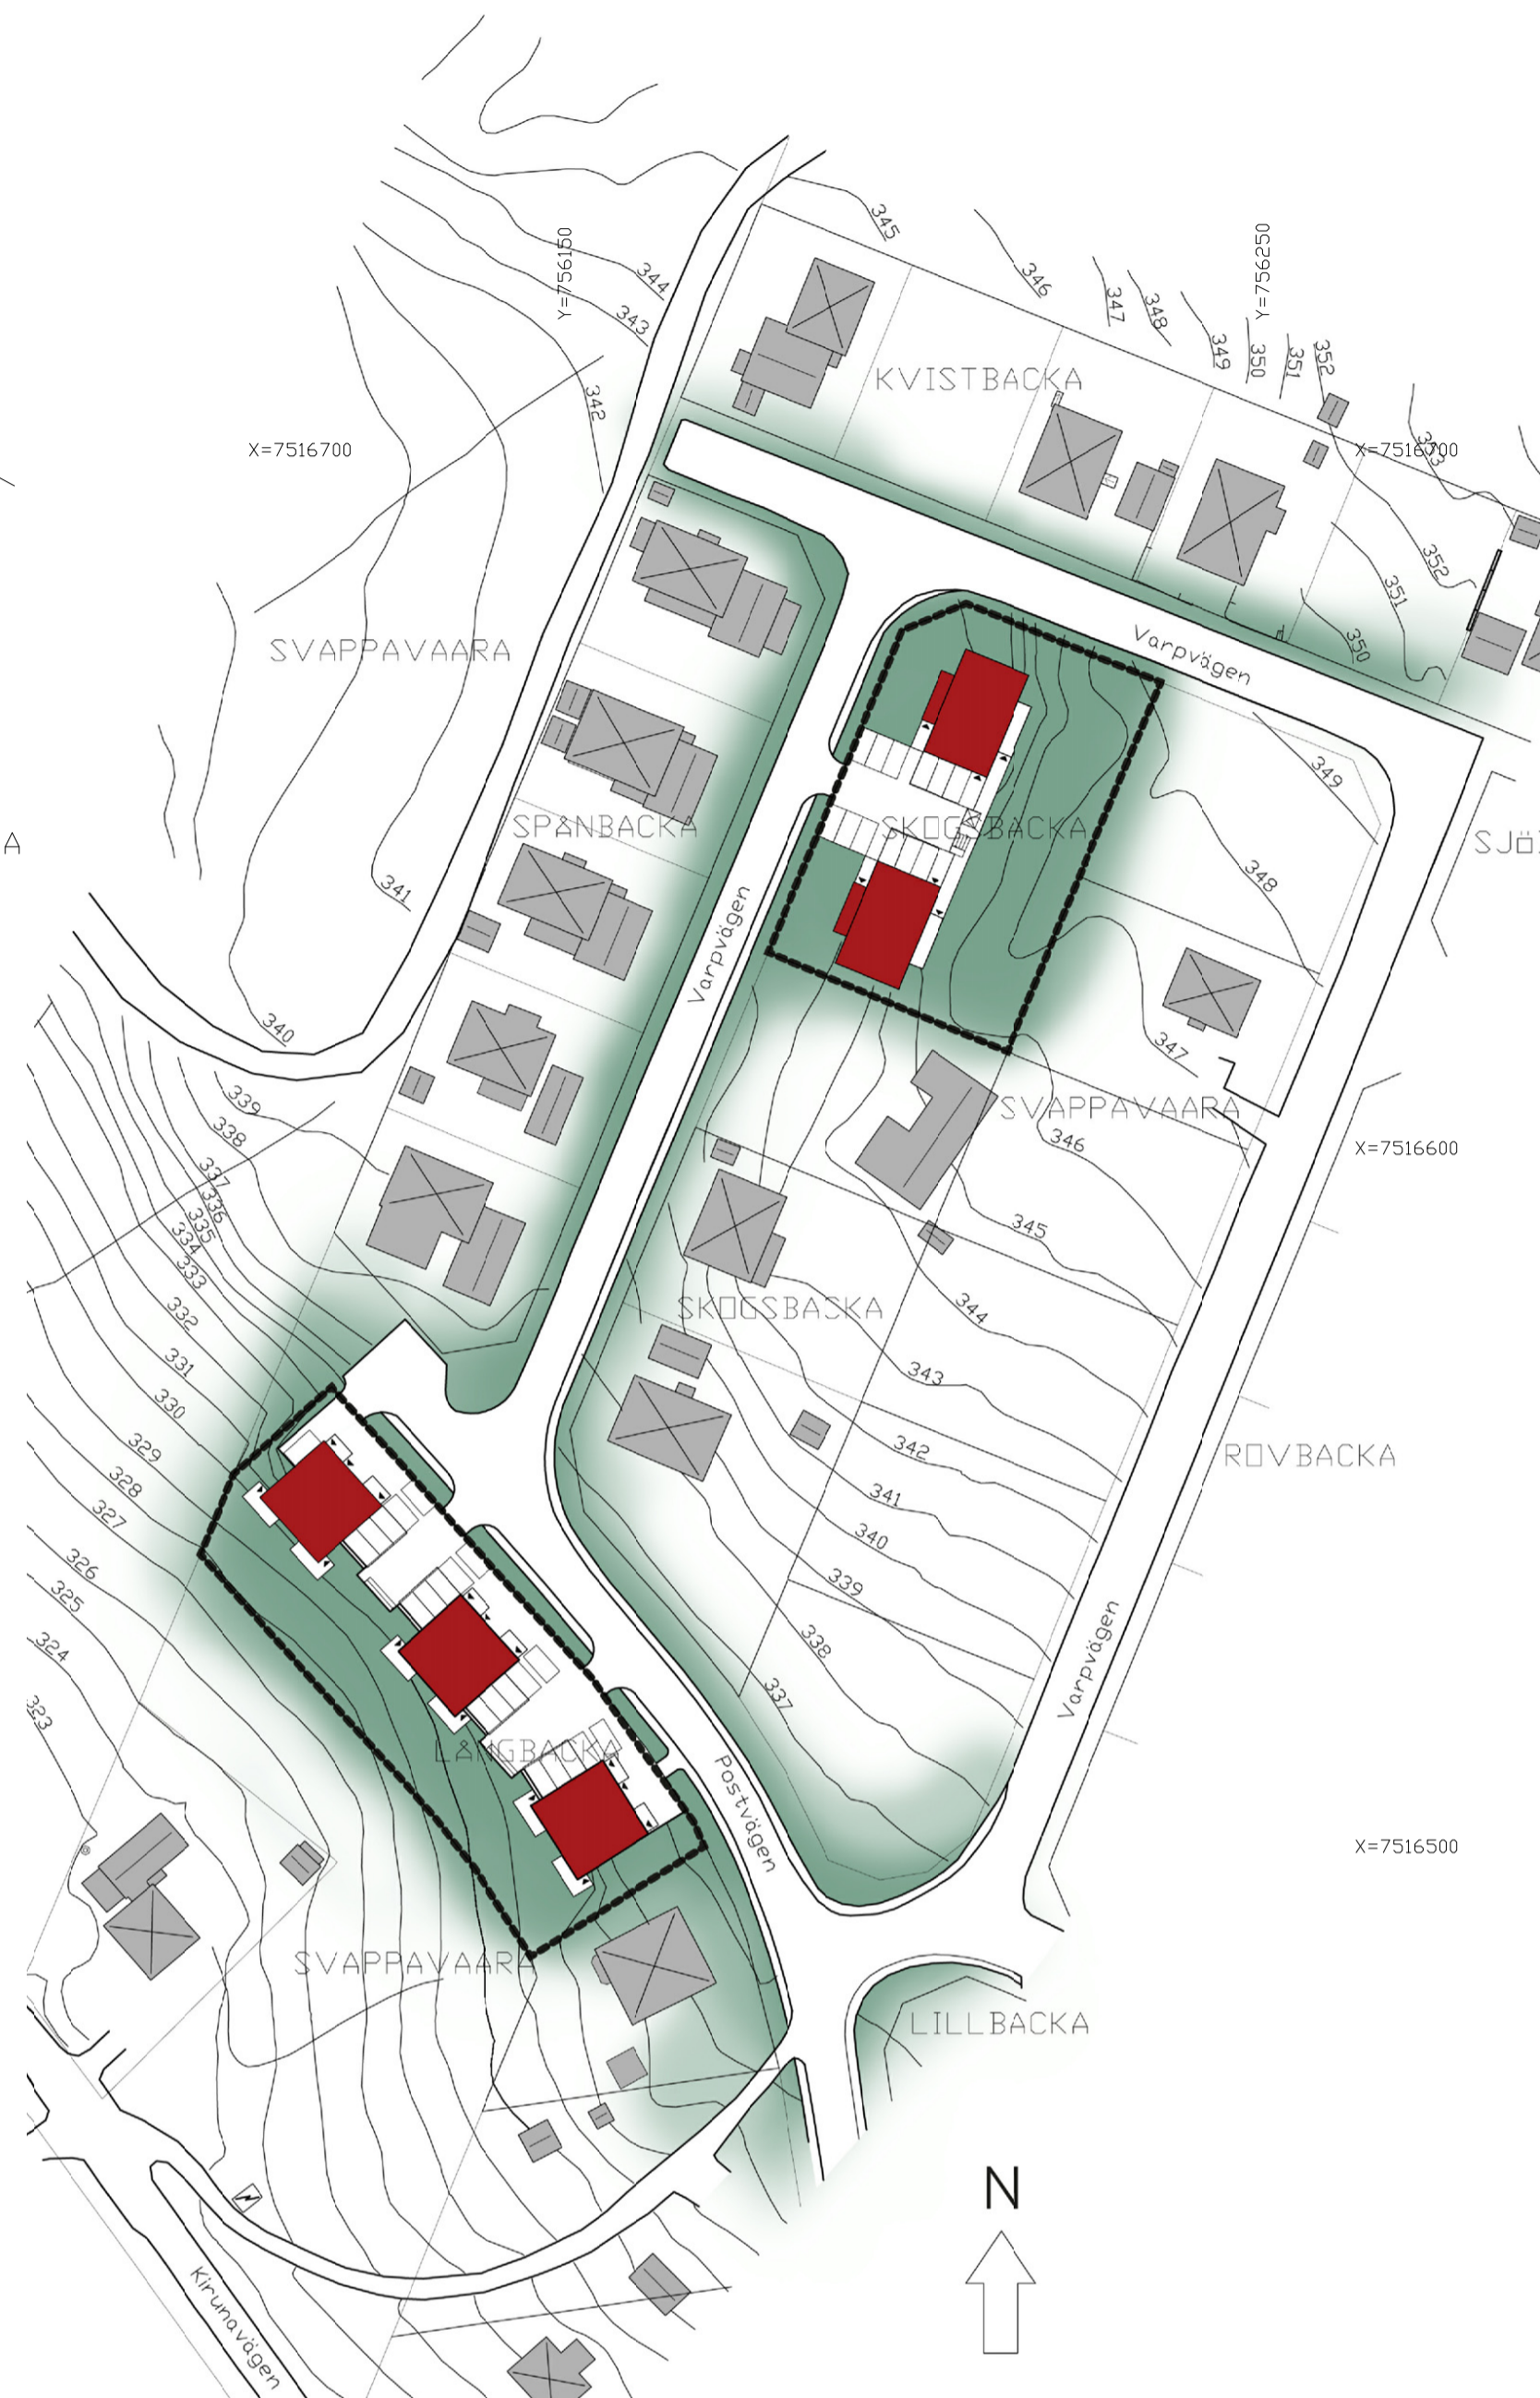 345
Y=756150
Y=756250
344
346
347
348
343
349
350
351
352
KVISTBACKA
342
X=7516700
X=7516700
353
352
351
350
SVAPPAVAARA
Varpvägen
349
SPÅNBACKA
SKOGSBACKA
A
SJÖ
341
348
Varpvägen
340
347
339
SVAPPAVAARA
338
346
X=7516600
337
336
335
345
334
333
332
SKOGSBACKA
344
331
343
330
329
342
ROVBACKA
328
341
327
340
326
339
325
324
338
Varpvägen
337
323
LÅNGBACKA
Postvägen
X=7516500
SVAPPAVAARA
LILLBACKA
N
Kirunavägen